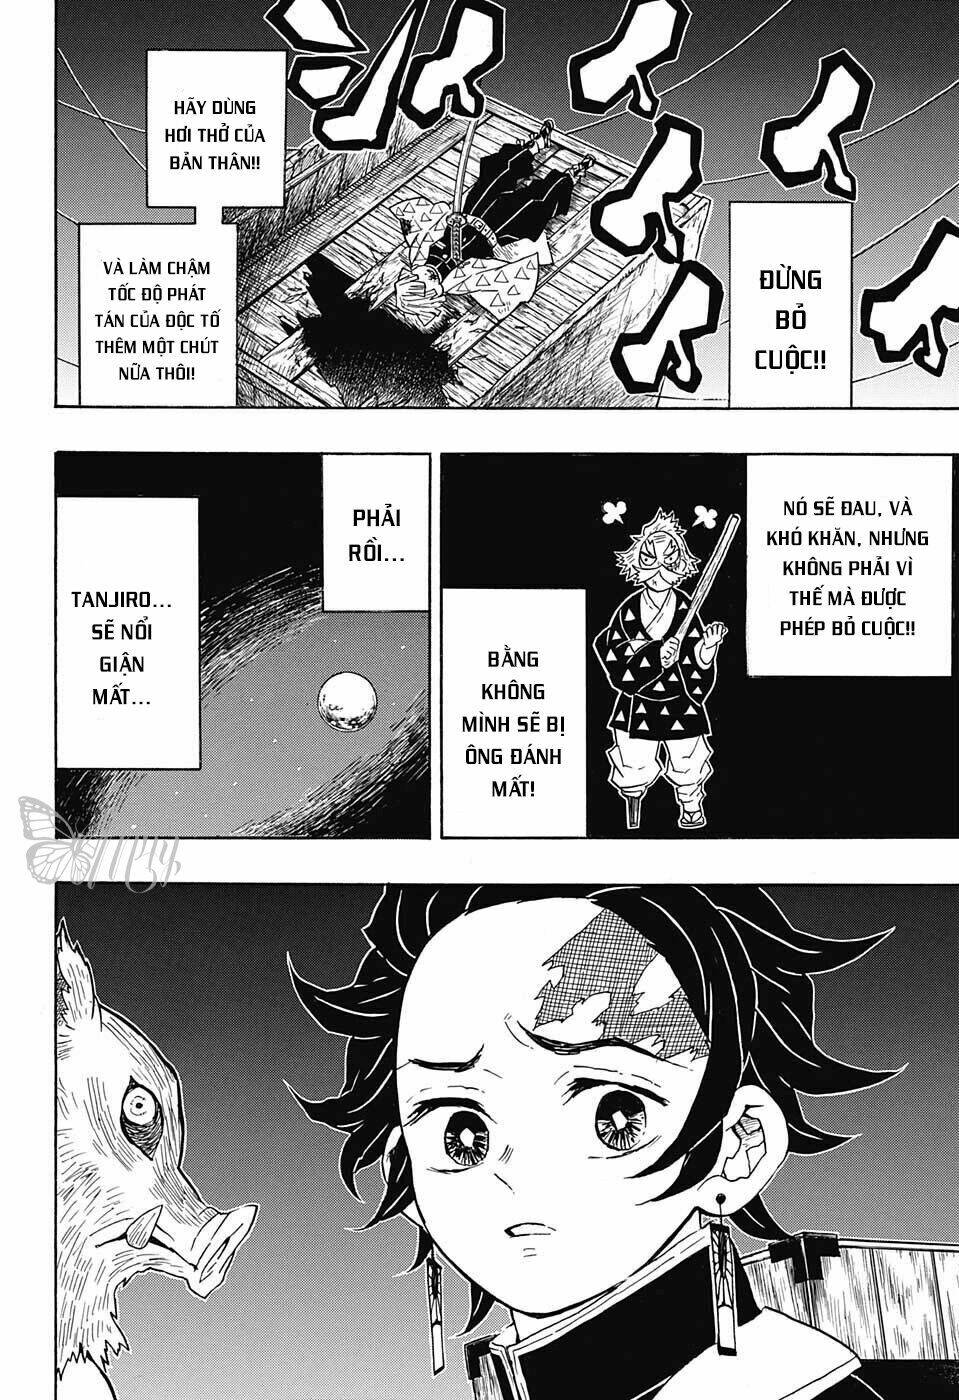 ĐỪNG
BỎ
CUỘC!!
HÃY DÙNG
HƠI THỞ CỦA
BẢN THÂN!!
VÀ LÀM CHẬM
TỐC ĐỘ PHÁT
TÁN CỦA ĐỘC TỐ
THÊM MỘT CHÚT
NỮA THÔI!
NÓ SẼ ĐAU, VÀ
KHÓ KHĂN, NHƯNG
KHÔNG PHẢI VÌ
THẾ MÀ ĐƯỢC
PHÉP BỎ CUỘC!!
BẰNG
KHÔNG
MÌNH SẼ BỊ
ÔNG ĐÁNH
MẤT!
PHẢI
RỒI...
TANJIRO...
SẼ NỔI
GIẬN
MẤT...